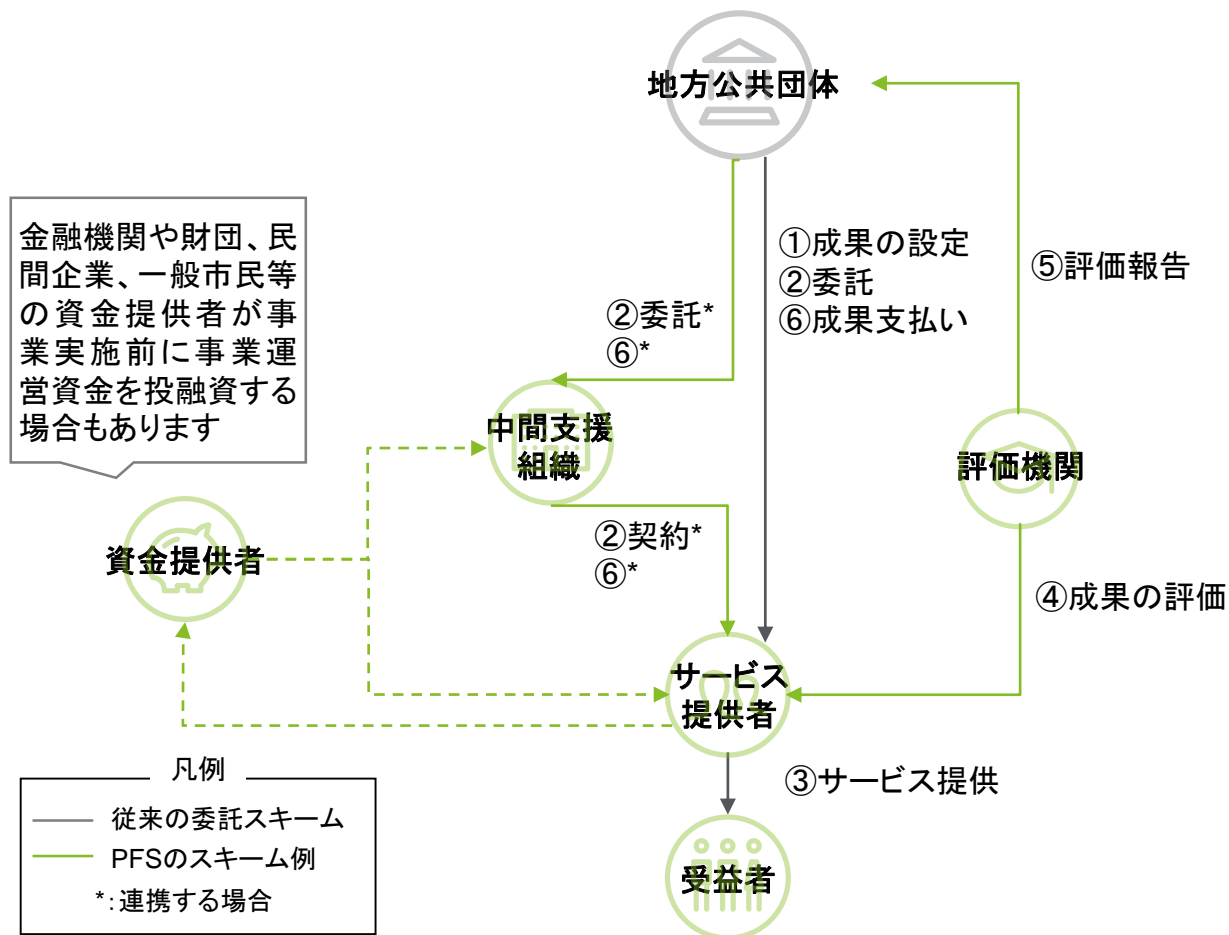 地方公共団体
金融機関や財団、民
間企業、一般市民等
の資金提供者が事
業実施前に事業運
営資金を投融資する
場合もあります
①成果の設定
②委託
⑥成果支払い
⑤評価報告
②委託*
⑥*
中間支援
組織
評価機関
②契約*
⑥*
資金提供者
④成果の評価
サービス
提供者
③サービス提供
凡例
従来の委託スキーム
PFSのスキーム例
*:連携する場合
受益者